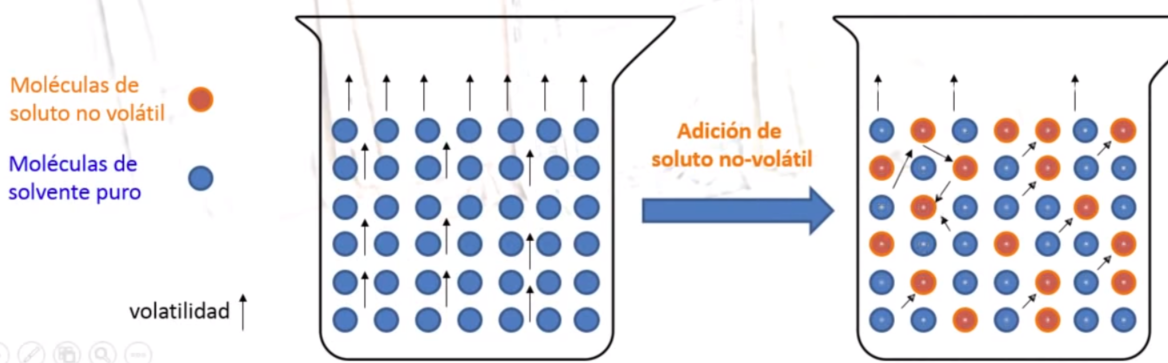 Moléculas de
soluto no volátil
Moléculas de
solvente puro
volatilidad
Adición de
soluto no-volátil